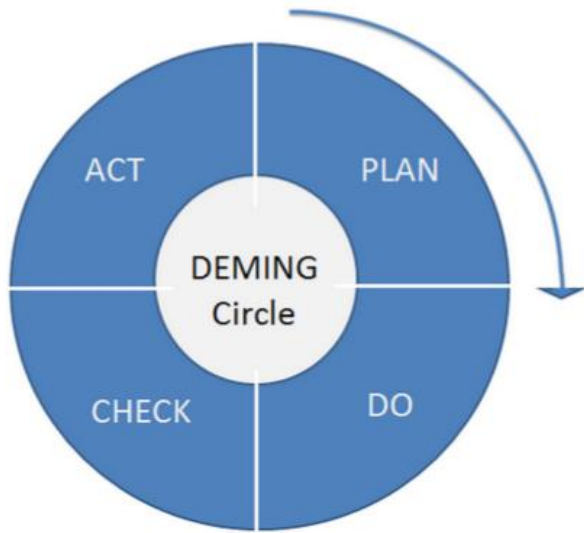 ACT
PLAN
DEMING
Circle
CHECK
DO